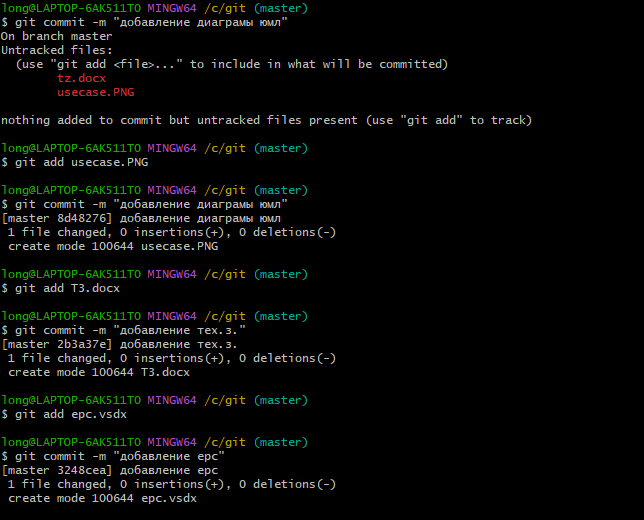 long@LAPTOP-6AK511TO MINGW64 /c/git (master)
$ git commit -m "добавление диаграмы юмл"
On branch master
Untracked files:
  (use "git add <file>..." to include in what will be committed)
        tz.docx
        usecase.PNG

nothing added to commit but untracked files present (use "git add" to track)

long@LAPTOP-6AK511TO MINGW64 /c/git (master)
$ git add usecase.PNG

long@LAPTOP-6AK511TO MINGW64 /c/git (master)
$ git commit -m "добавление диаграмы юмл"
[master 8d48276] добавление диаграмы юмл
 1 file changed, 0 insertions(+), 0 deletions(-)
 create mode 100644 usecase.PNG

long@LAPTOP-6AK511TO MINGW64 /c/git (master)
$ git add T3.docx

long@LAPTOP-6AK511TO MINGW64 /c/git (master)
$ git commit -m "добавление тех.з."
[master 2b3a37e] добавление тех.з.
 1 file changed, 0 insertions(+), 0 deletions(-)
 create mode 100644 T3.docx

long@LAPTOP-6AK511TO MINGW64 /c/git (master)
$ git add epc.vsdx

long@LAPTOP-6AK511TO MINGW64 /c/git (master)
$ git commit -m "добавление epc"
[master 3248cea] добавление epc
 1 file changed, 0 insertions(+), 0 deletions(-)
 create mode 100644 epc.vsdx